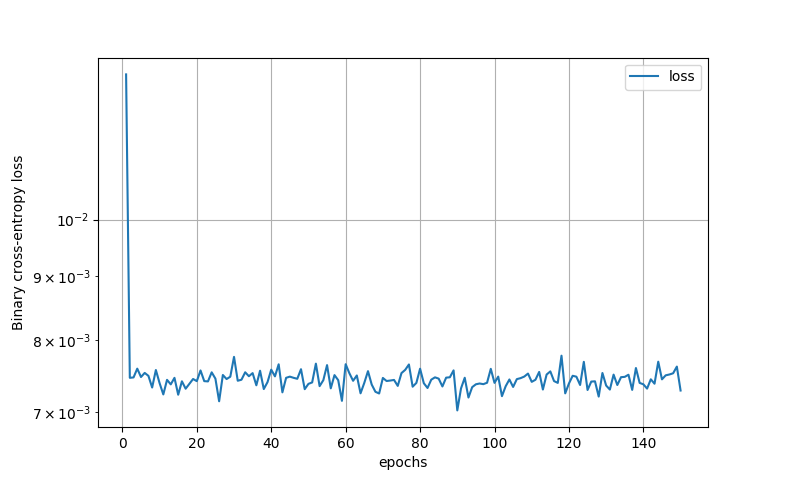 loss
Binary cross-entropy loss
10⁻²
9 × 10⁻³
8 × 10⁻³
7 × 10⁻³
0 20 40 60 80 100 120 140
epochs